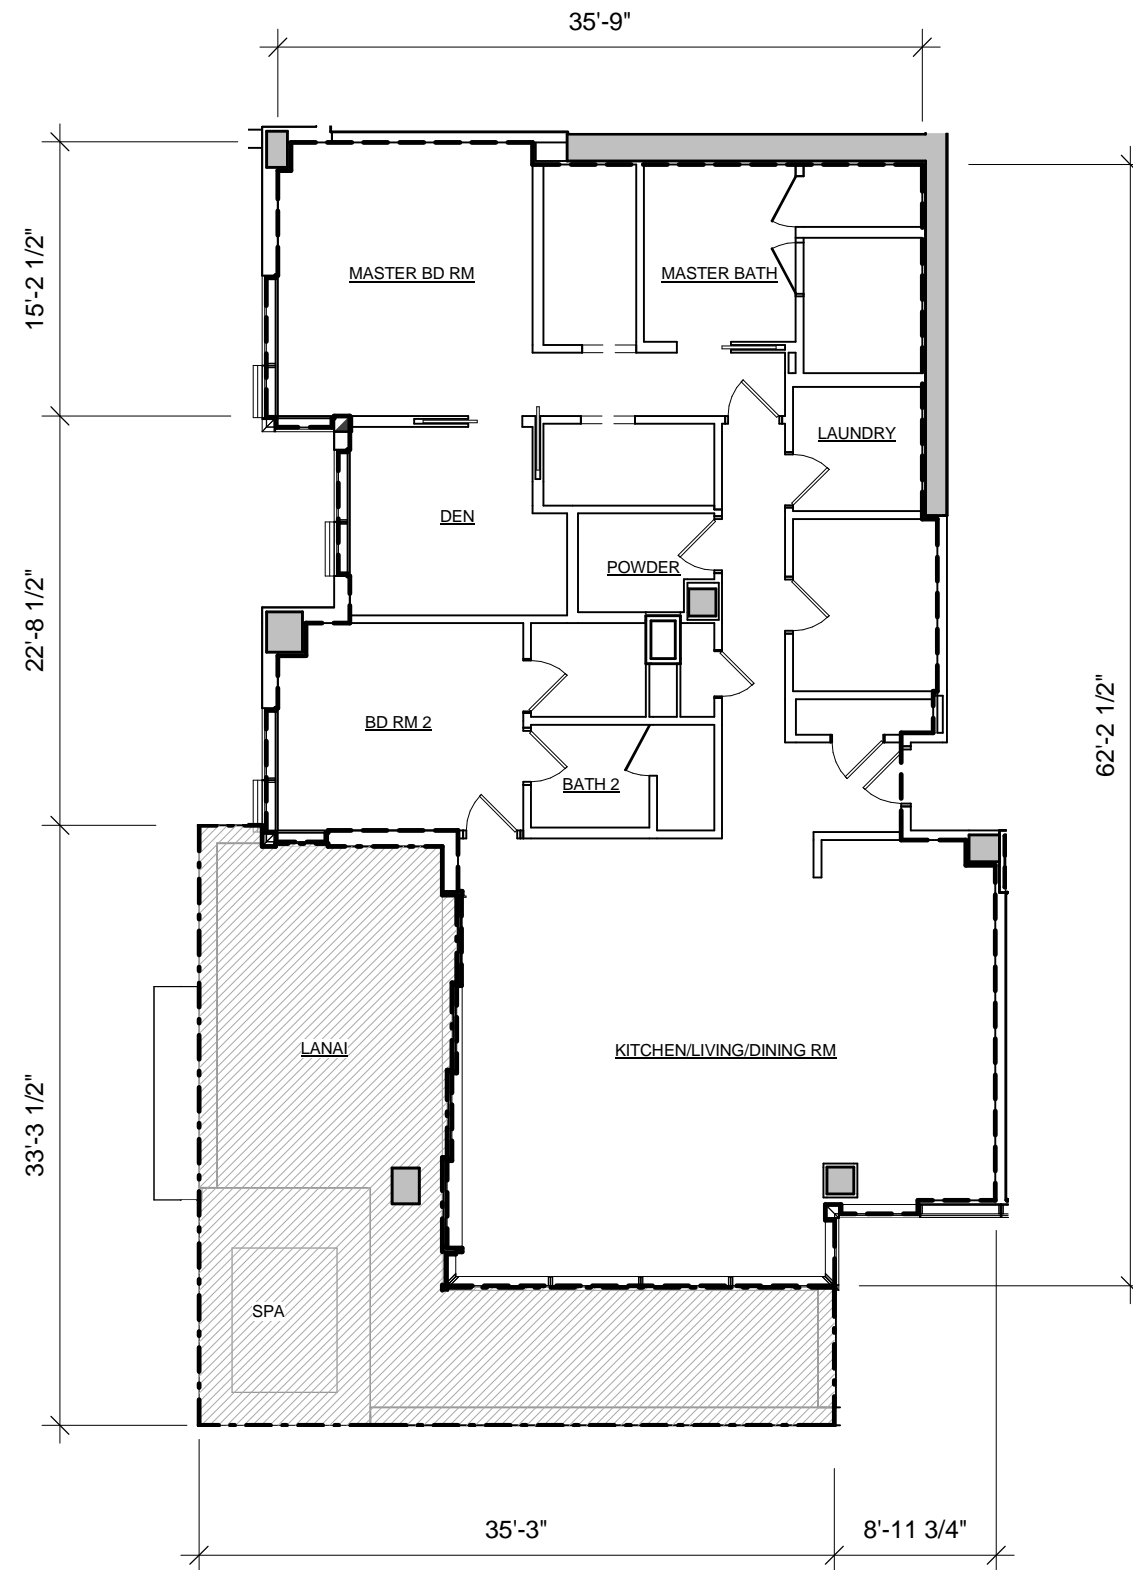 35'-9"
15'-2 1/2"
MASTER BD RM
MASTER BATH
LAUNDRY
DEN
POWDER
22'-8 1/2"
62'-2 1/2"
BD RM 2
BATH 2
LANAI
KITCHEN/LIVING/DINING RM
33'-3 1/2"
SPA
35'-3"
8'-11 3/4"